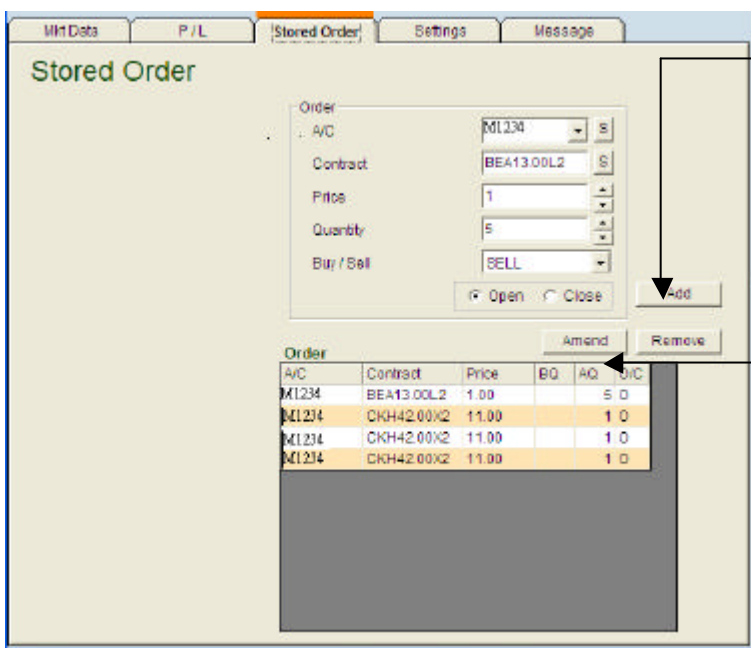 Mkt Data P / L Stored Order Settings Message
Stored Order
Order
A/C M1234 S
Contract BEA13.00L2 S
Price 1
Quantity 5
Buy / Sell SELL
Open Close Add
Amend Remove
Order
A/C Contract Price BQ AQ O/C
M1234 BEA13.00L2 1.00 5 O
M1234 CKH42.00X2 11.00 1 O
M1234 CKH42.00X2 11.00 1 O
M1234 CKH42.00X2 11.00 1 O